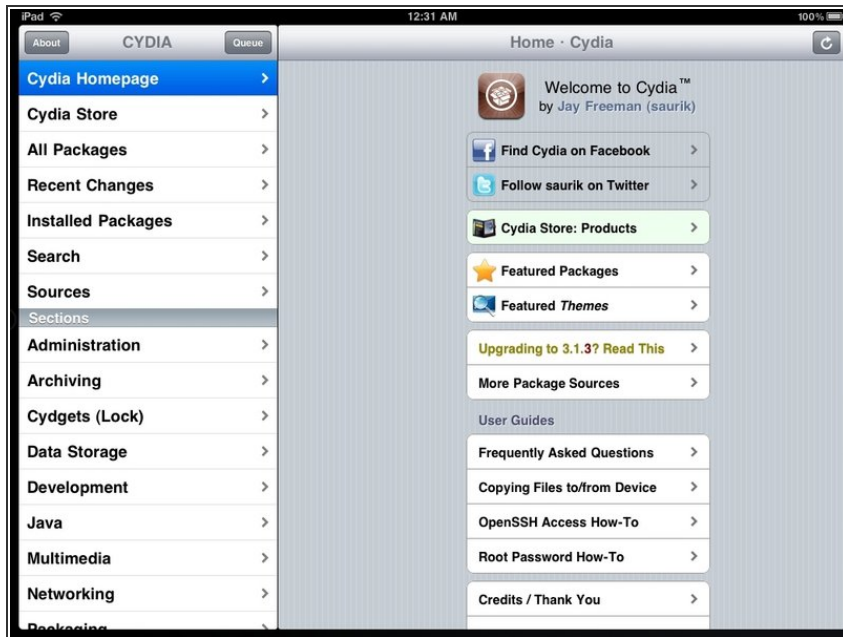 iPad 12:31 AM 100%
About CYDIA Queue
Home · Cydia
Cydia Homepage
Cydia Store
All Packages
Recent Changes
Installed Packages
Search
Sources
Sections
Administration
Archiving
Cydgets (Lock)
Data Storage
Development
Java
Multimedia
Networking
Packaging
Welcome to Cydia™
by Jay Freeman (saurik)
Find Cydia on Facebook
Follow saurik on Twitter
Cydia Store: Products
Featured Packages
Featured Themes
Upgrading to 3.1.3? Read This
More Package Sources
User Guides
Frequently Asked Questions
Copying Files to/from Device
OpenSSH Access How-To
Root Password How-To
Credits / Thank You